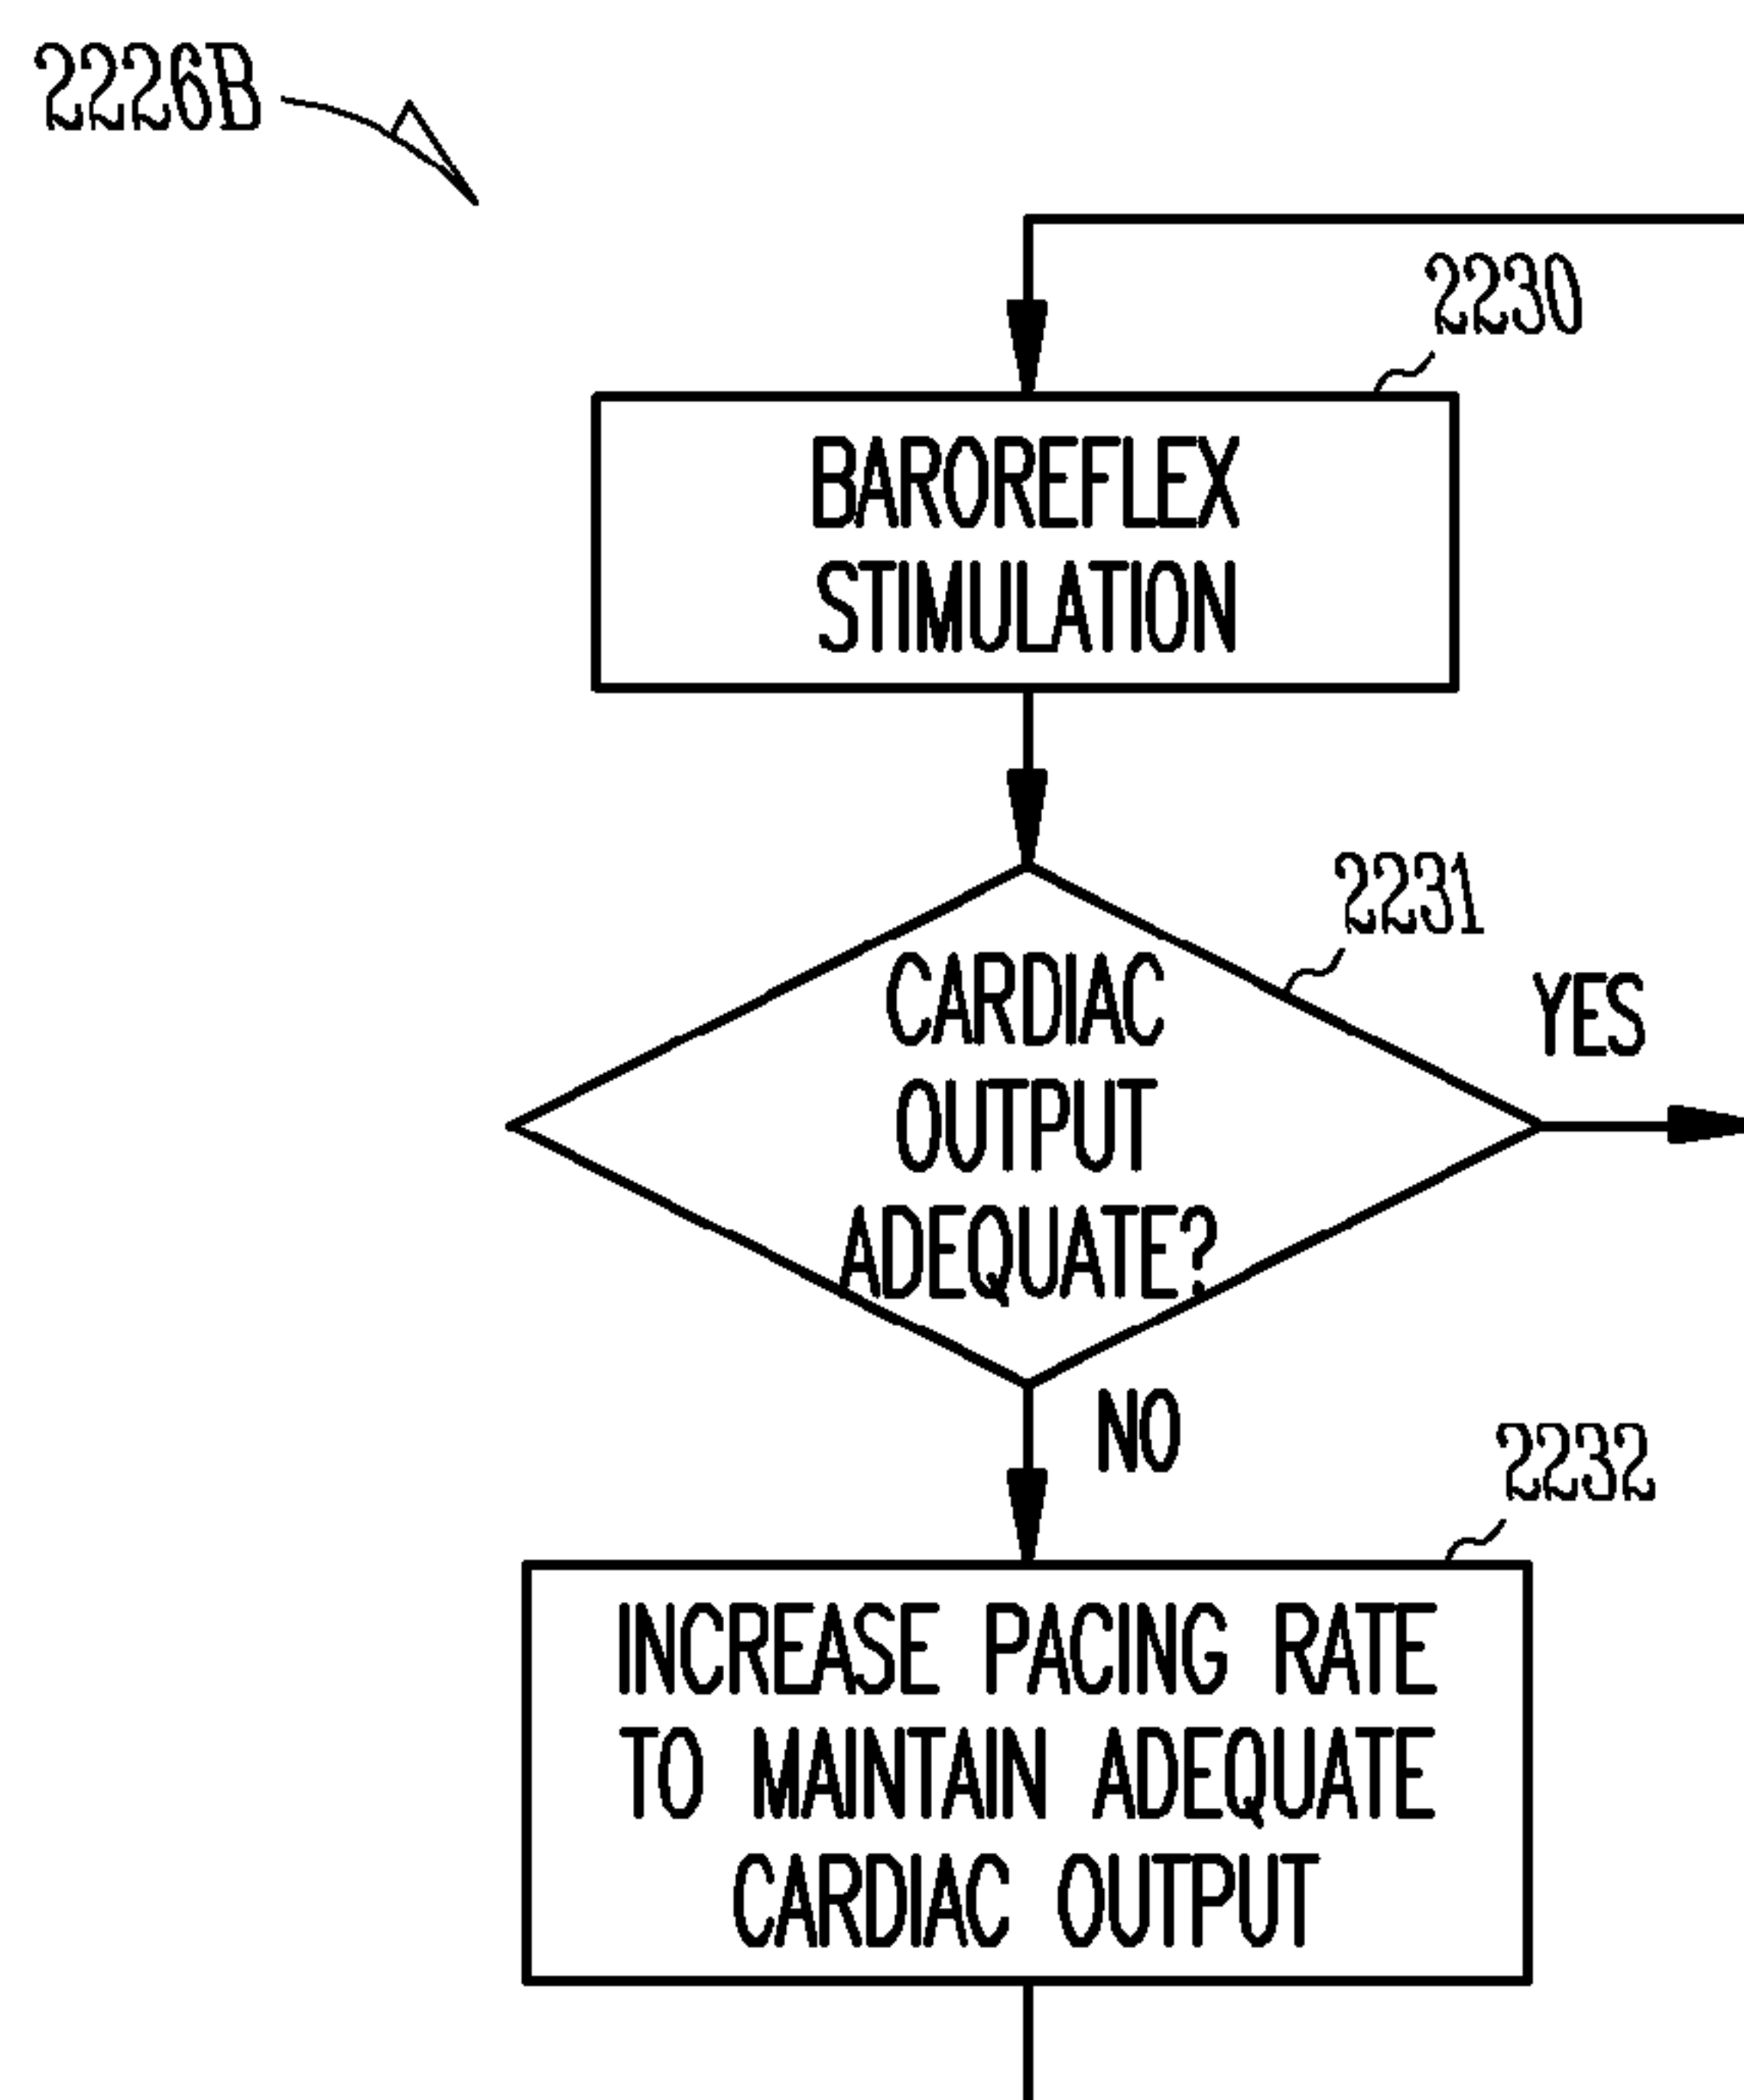 2226B
2230
BAROREFLEX
STIMULATION
2231
CARDIAC
OUTPUT
ADEQUATE?
YES
NO
2232
INCREASE PACING RATE
TO MAINTAIN ADEQUATE
CARDIAC OUTPUT